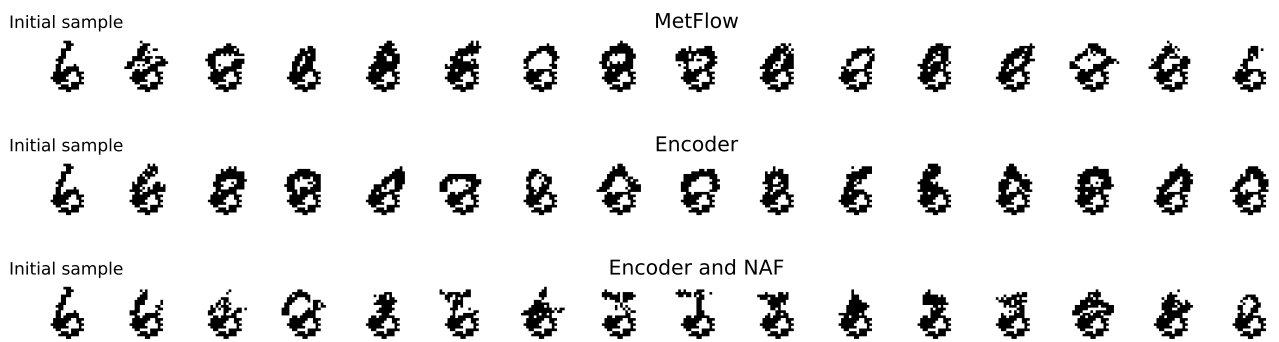 Initial sample MetFlow
Initial sample Encoder
Initial sample Encoder and NAF